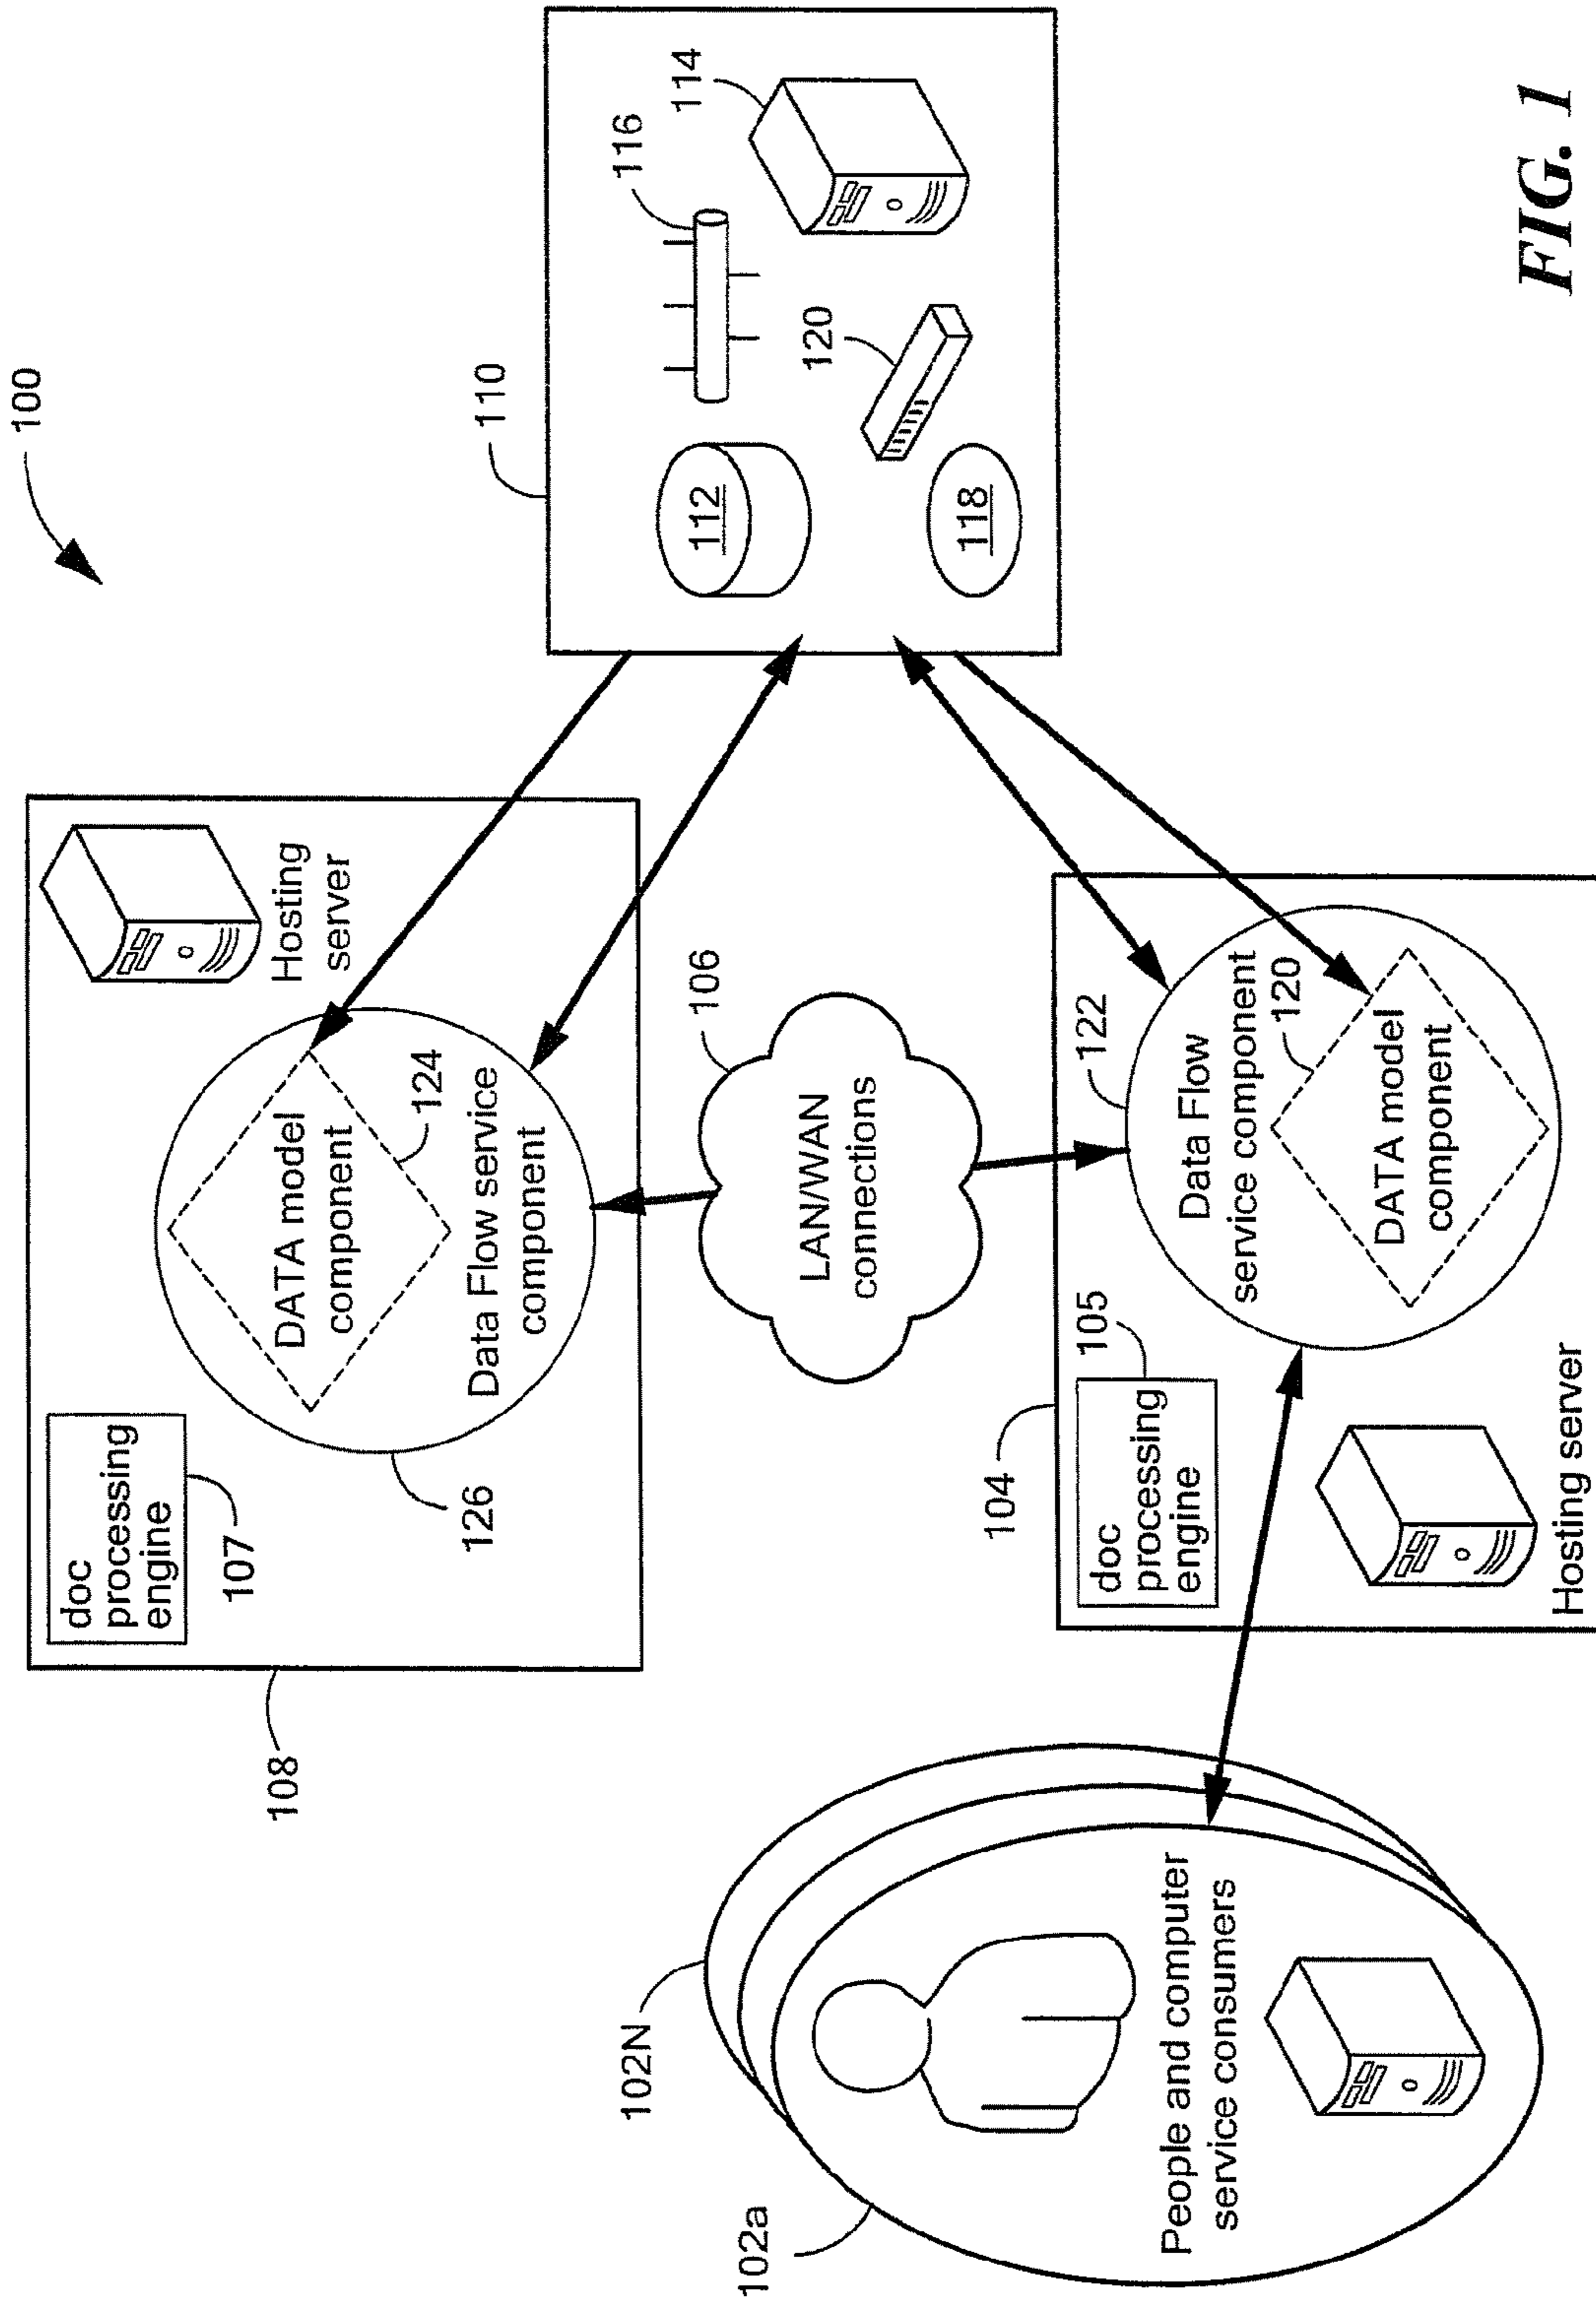 100
doc
processing
engine
107
108
126
DATA model
component
124
Data Flow service
component
Hosting
server
106
LAN/WAN
connections
110
112
116
114
120
118
102N
102a
People and computer
service consumers
104
105
doc
processing
engine
Hosting server
122
Data Flow
service component
120
DATA model
component
FIG. 1